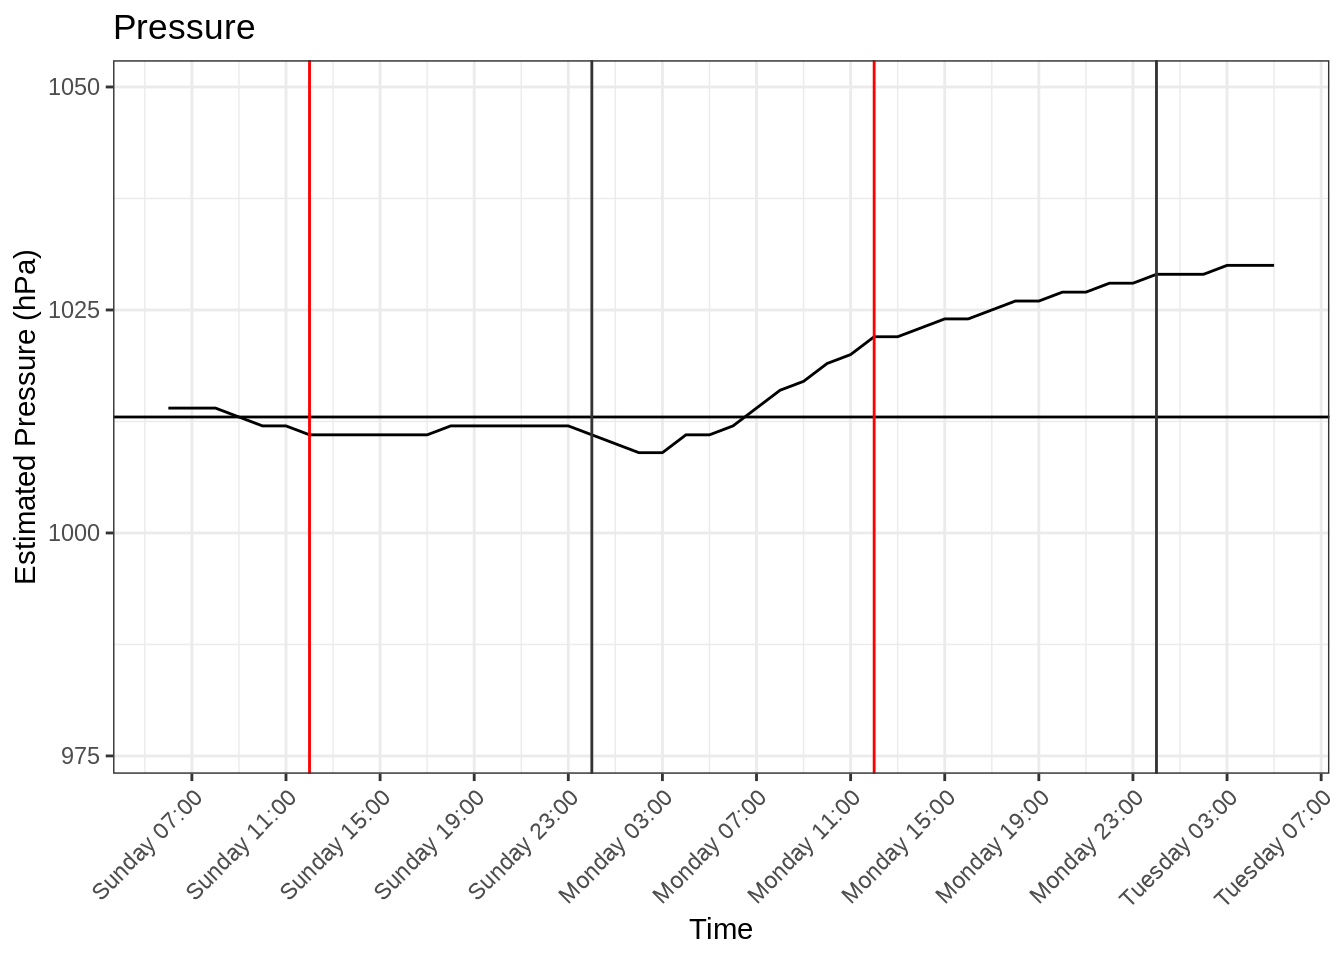 Pressure
Estimated Pressure (hPa)
1050
1025
1000
975
Sunday 07:00
Sunday 11:00
Sunday 15:00
Sunday 19:00
Sunday 23:00
Monday 03:00
Monday 07:00
Monday 11:00
Monday 15:00
Monday 19:00
Monday 23:00
Tuesday 03:00
Tuesday 07:00
Time